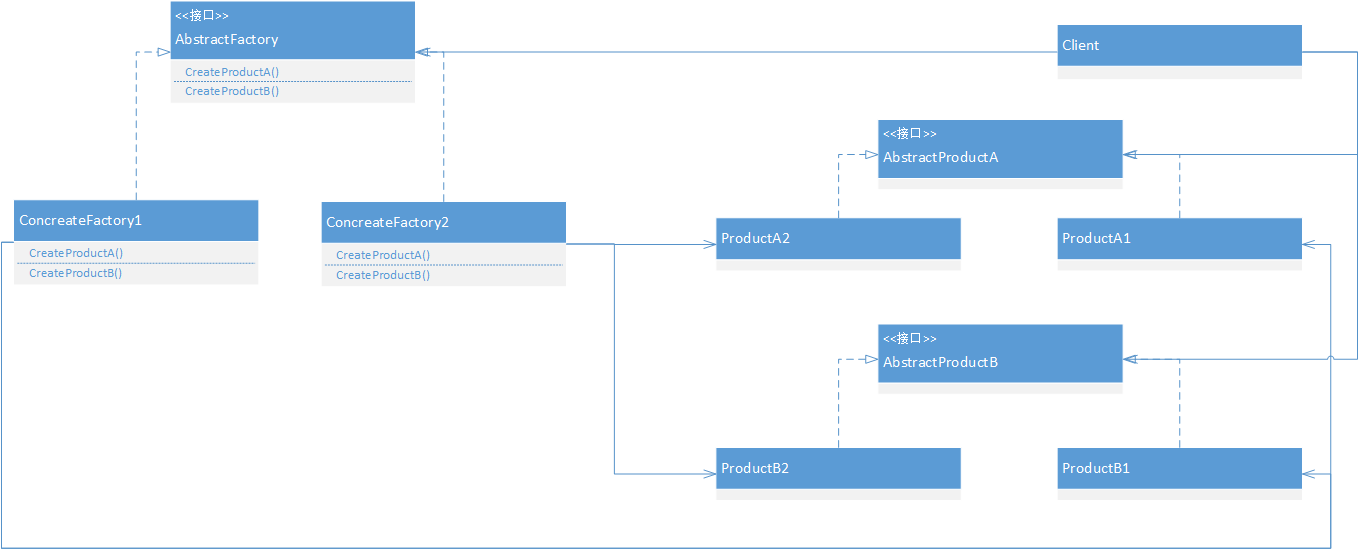 <<接口>>
AbstractFactory
CreateProductA()
CreateProductB()
Client
<<接口>>
AbstractProductA
ConcreateFactory1
CreateProductA()
CreateProductB()
ConcreateFactory2
CreateProductA()
CreateProductB()
ProductA2
ProductA1
<<接口>>
AbstractProductB
ProductB2
ProductB1